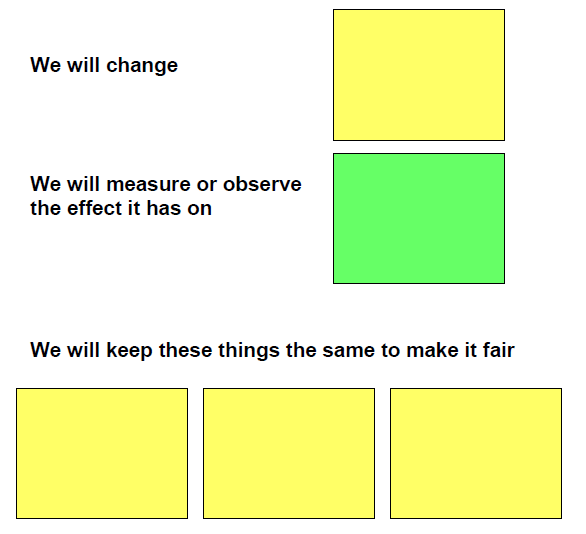 We will change
We will measure or observe
the effect it has on
We will keep these things the same to make it fair